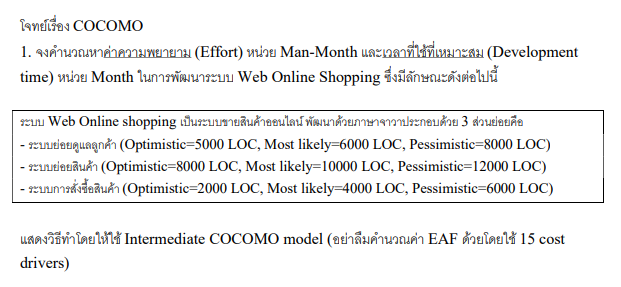 โจทย์เรื่อง COCOMO
1. จงคำนวณหาค่าความพยายาม (Effort) หน่วย Man-Month และเวลาที่ใช้ที่เหมาะสม (Development
time) หน่วย Month ในการพัฒนาระบบ Web Online Shopping ซึ่งมีลักษณะดังต่อไปนี้
ระบบ Web Online shopping เป็นระบบขายสินค้าออนไลน์ พัฒนาด้วยภาษาจาวาประกอบด้วย 3 ส่วนย่อยคือ
- ระบบย่อยดูแลลูกค้า (Optimistic=5000 LOC, Most likely=6000 LOC, Pessimistic=8000 LOC)
- ระบบย่อยสินค้า (Optimistic=8000 LOC, Most likely=10000 LOC, Pessimistic=12000 LOC)
- ระบบการสั่งซื้อสินค้า (Optimistic=2000 LOC, Most likely=4000 LOC, Pessimistic=6000 LOC)
แสดงวิธีทำโดยให้ใช้ Intermediate COCOMO model (อย่าลืมคำนวณค่า EAF ด้วยโดยใช้ 15 cost
drivers)